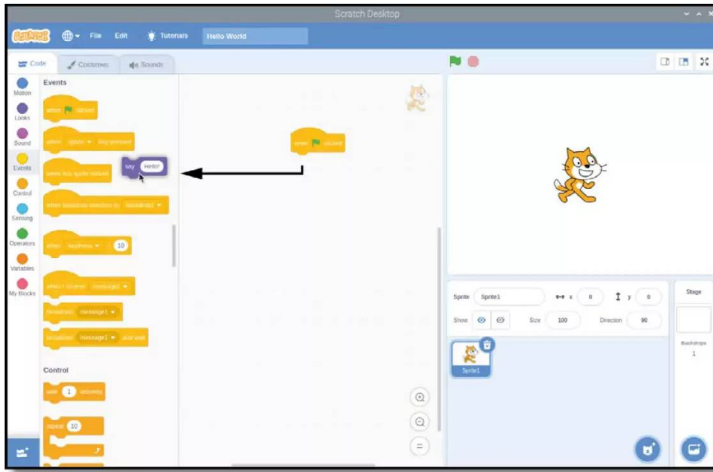 Scratch Desktop
SCRATCH
File
Edit
Tutorials
Hello World
Code
Costumes
Sounds
Motion
Looks
Sound
Events
Control
Sensing
Operators
Variables
My Blocks
Events
when clicked
when space key pressed
when this sprite clicked
say Hello!
when backdrop switches to backdrop1
when loudness > 10
when I receive message1
broadcast message1
broadcast message1 and wait
Control
wait 1 seconds
repeat 10
when clicked
Sprite Sprite1 x 0 y 0
Show Size 100 Direction 90
Sprite1
Stage
Backdrops
1